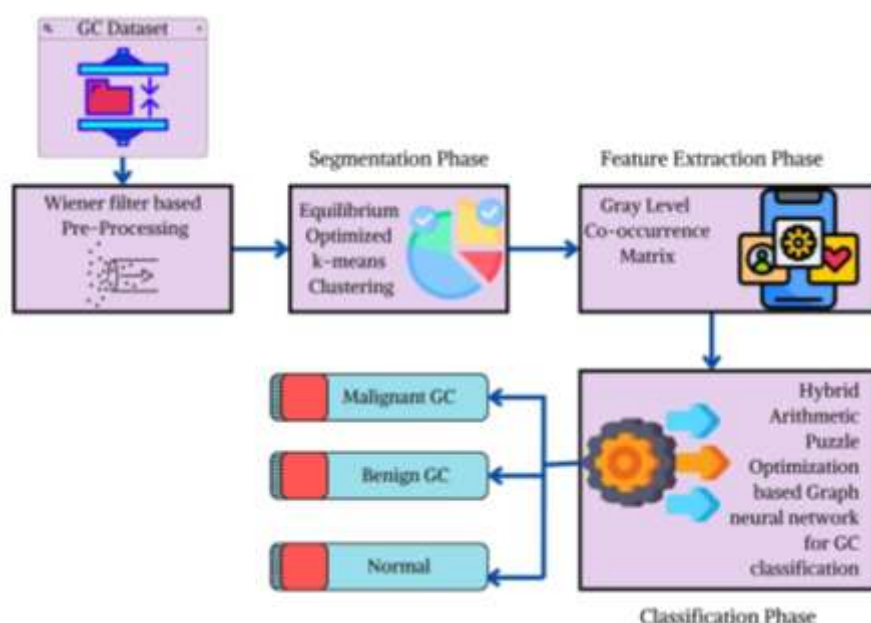 GC Dataset
Wiener filter based
Pre-Processing
Segmentation Phase
Equilibrium
Optimized
k-means
Clustering
Feature Extraction Phase
Gray Level
Co-occurrence
Matrix
Hybrid
Arithmetic
Puzzle
Optimization
based Graph
neural network
for GC
classification
Classification Phase
Malignant GC
Benign GC
Normal